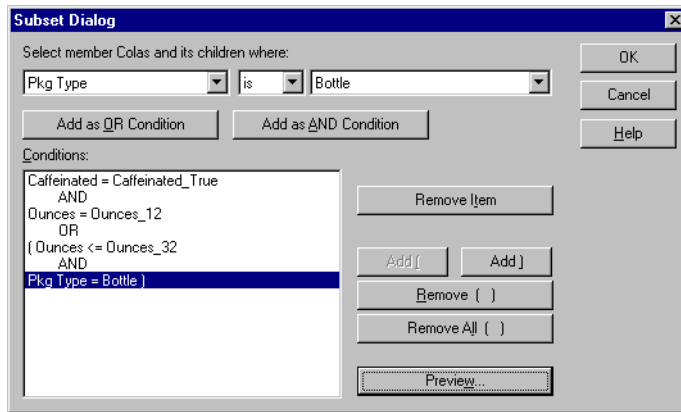 Subset Dialog
Select member Colas and its children where:
Pkg Type is Bottle
OK
Cancel
Help
Add as OR Condition Add as AND Condition
Conditions:
Caffeinated = Caffeinated_True
AND
Ounces = Ounces_12
OR
( Ounces <= Ounces_32
AND
Pkg Type = Bottle )
Remove Item
Add ( Add )
Remove ( )
Remove All ( )
Preview...